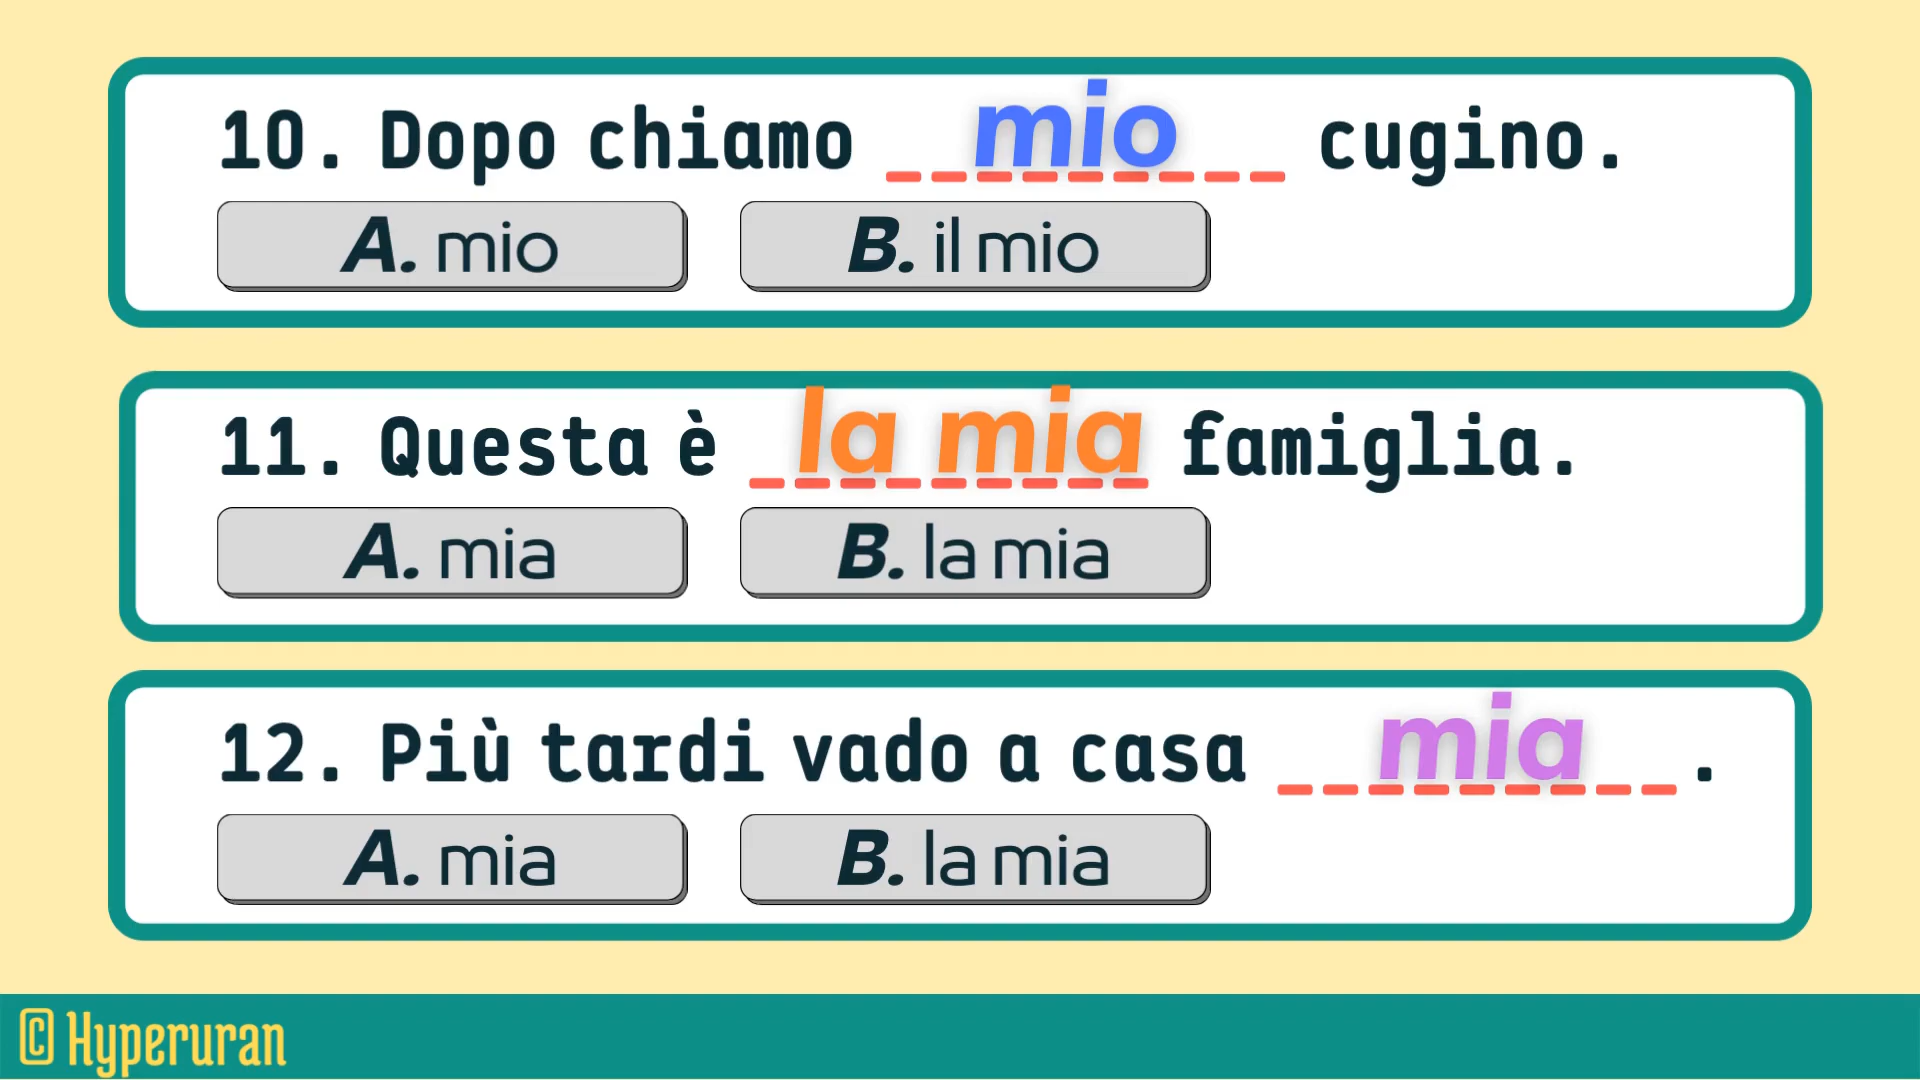 10. Dopo chiamo mio cugino.
A. mio B. il mio
11. Questa è la mia famiglia.
A. mia B. la mia
12. Più tardi vado a casa mia.
A. mia B. la mia
© Hyperuran